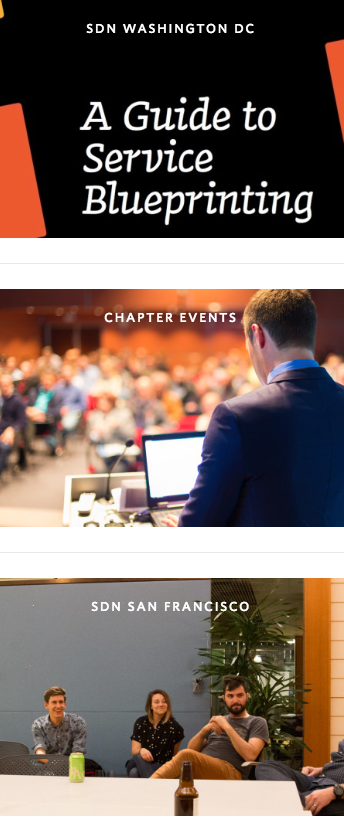 SDN WASHINGTON DC
A Guide to
Service
Blueprinting
CHAPTER EVENTS
SDN SAN FRANCISCO